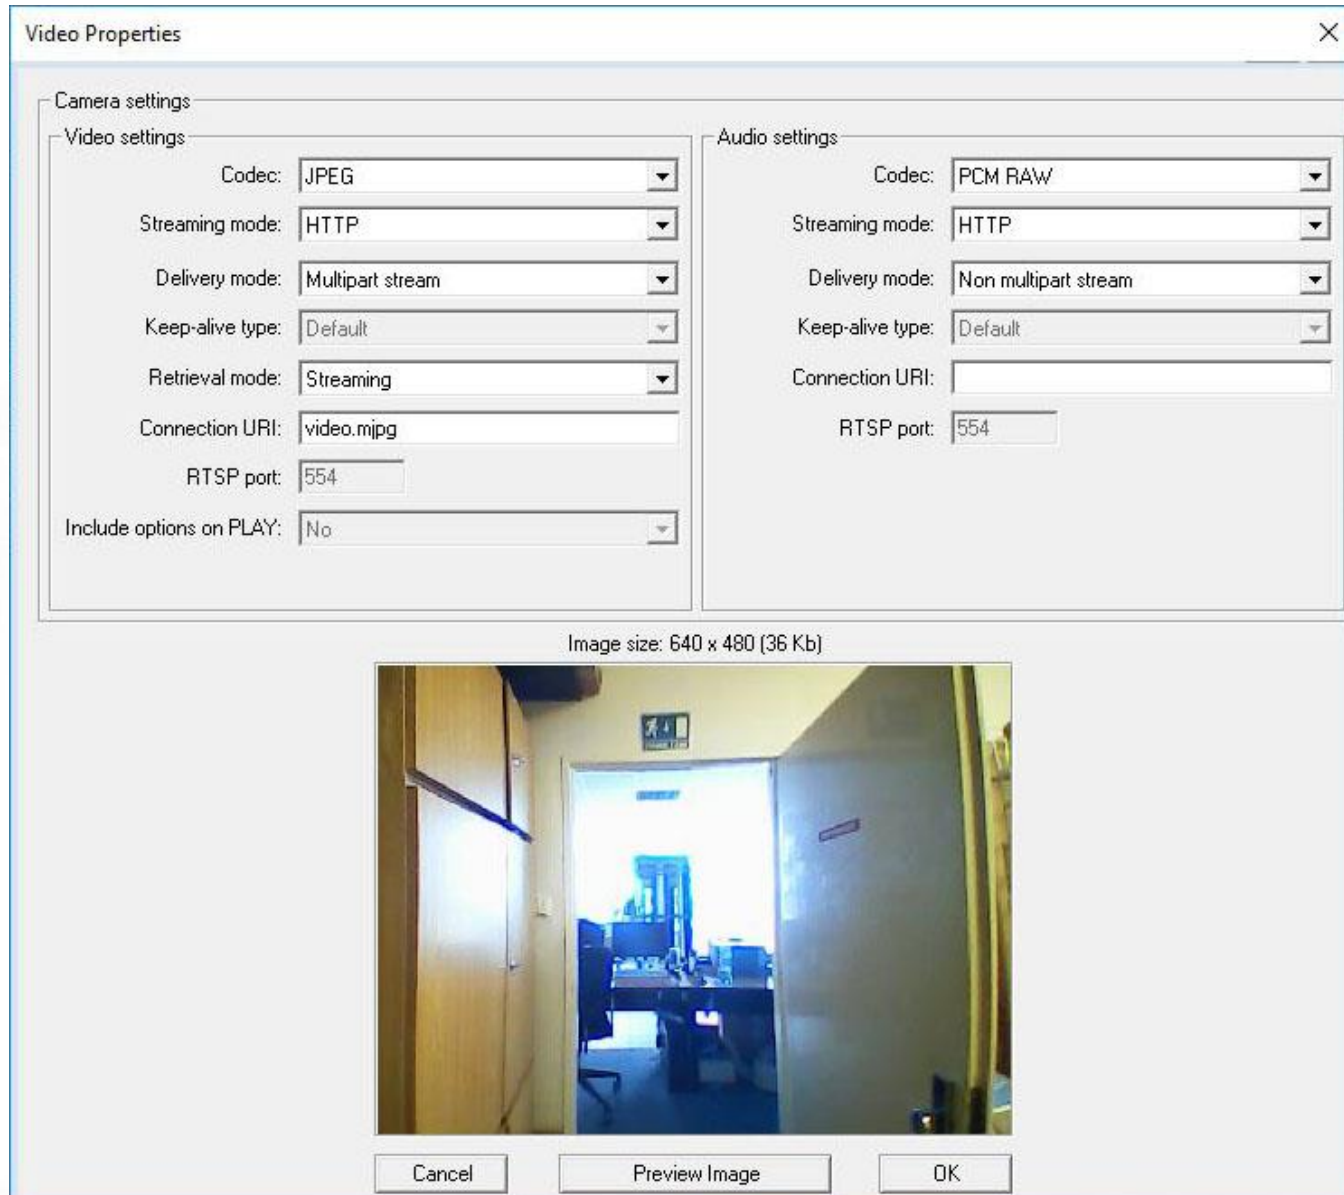 Video Properties
Camera settings
Video settings
Codec: JPEG
Streaming mode: HTTP
Delivery mode: Multipart stream
Keep-alive type: Default
Retrieval mode: Streaming
Connection URI: video.mjpg
RTSP port: 554
Include options on PLAY: No
Audio settings
Codec: PCM RAW
Streaming mode: HTTP
Delivery mode: Non multipart stream
Keep-alive type: Default
Connection URI:
RTSP port: 554
Image size: 640 x 480 (36 Kb)
Cancel
Preview Image
OK